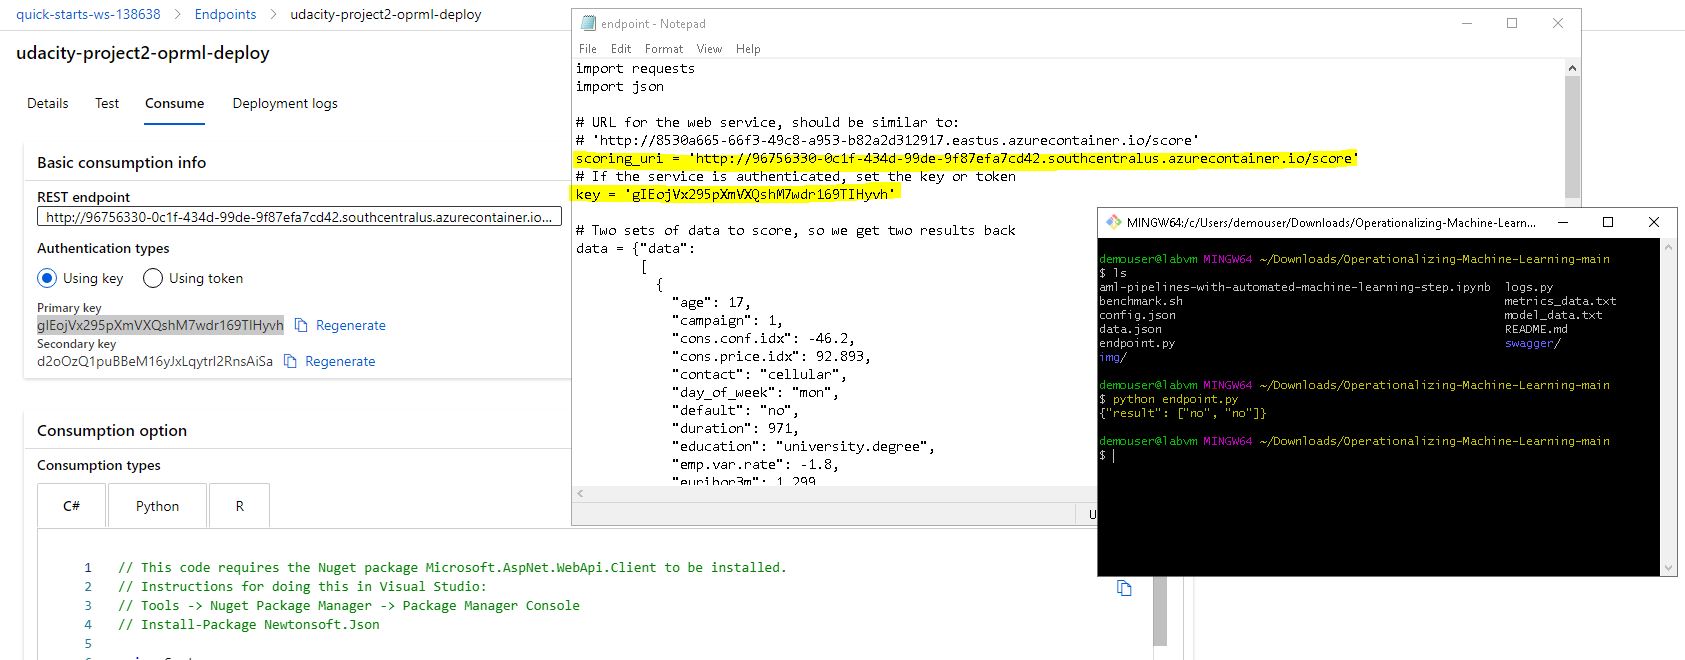 quick-starts-ws-138638 > Endpoints > udacity-project2-oprml-deploy
udacity-project2-oprml-deploy
Details Test Consume Deployment logs
Basic consumption info
REST endpoint
http://96756330-0c1f-434d-99de-9f87efa7cd42.southcentralus.azurecontainer.io...
Authentication types
Using key Using token
Primary key
gIEojVx295pXmVXQshM7wdr169TIHyvh Regenerate
Secondary key
d2oOzQ1puBBeM16yJxLqytrI2RnsAiSa Regenerate
Consumption option
Consumption types
C# Python R
1 // This code requires the Nuget package Microsoft.AspNet.WebApi.Client to be installed.
2 // Instructions for doing this in Visual Studio:
3 // Tools -> Nuget Package Manager -> Package Manager Console
4 // Install-Package Newtonsoft.Json
5
endpoint - Notepad
File Edit Format View Help
import requests
import json
# URL for the web service, should be similar to:
# 'http://8530a665-66f3-49c8-a953-b82a2d312917.eastus.azurecontainer.io/score'
scoring_uri = 'http://96756330-0c1f-434d-99de-9f87efa7cd42.southcentralus.azurecontainer.io/score'
# If the service is authenticated, set the key or token
key = 'gIEojVx295pXmVXQshM7wdr169TIHyvh'
# Two sets of data to score, so we get two results back
data = {"data":
[
{
"age": 17,
"campaign": 1,
"cons.conf.idx": -46.2,
"cons.price.idx": 92.893,
"contact": "cellular",
"day_of_week": "mon",
"default": "no",
"duration": 971,
"education": "university.degree",
"emp.var.rate": -1.8,
"euribor3m": 1.299
U
MINGW64:/c/Users/demouser/Downloads/Operationalizing-Machine-Learn...
demouser@labvm MINGW64 ~/Downloads/Operationalizing-Machine-Learning-main
$ ls
aml-pipelines-with-automated-machine-learning-step.ipynb logs.py
benchmark.sh metrics_data.txt
config.json model_data.txt
data.json README.md
endpoint.py swagger/
img/
demouser@labvm MINGW64 ~/Downloads/Operationalizing-Machine-Learning-main
$ python endpoint.py
{"result": ["no", "no"]}
demouser@labvm MINGW64 ~/Downloads/Operationalizing-Machine-Learning-main
$